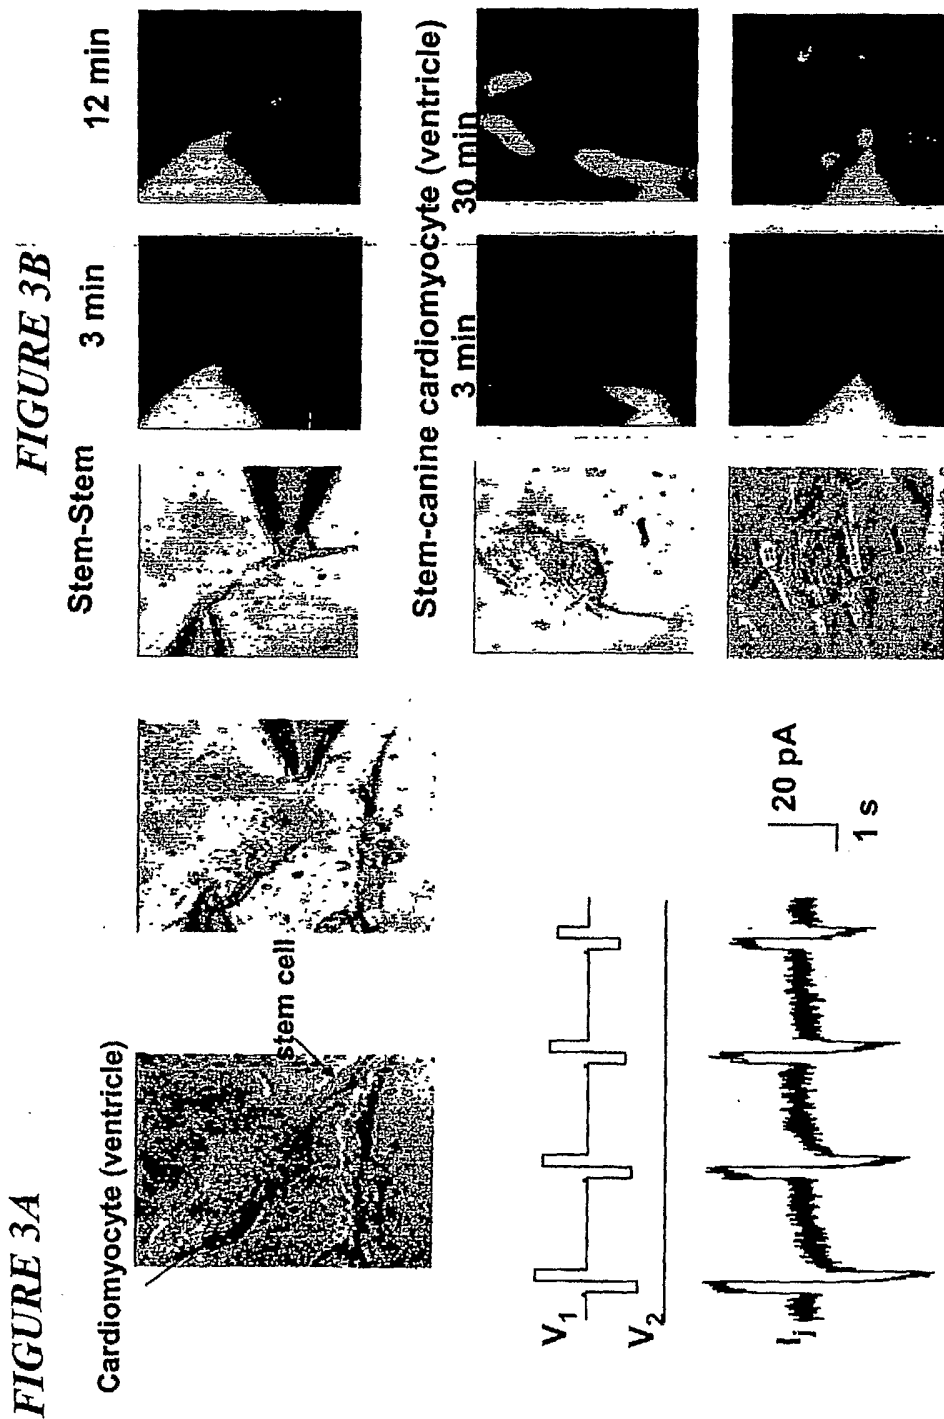 FIGURE 3A
Cardiomyocyte (ventricle)
stem cell
V1
V2
Ij
20 pA
1 s
FIGURE 3B
Stem-Stem
3 min
12 min
Stem-canine cardiomyocyte (ventricle)
3 min
30 min